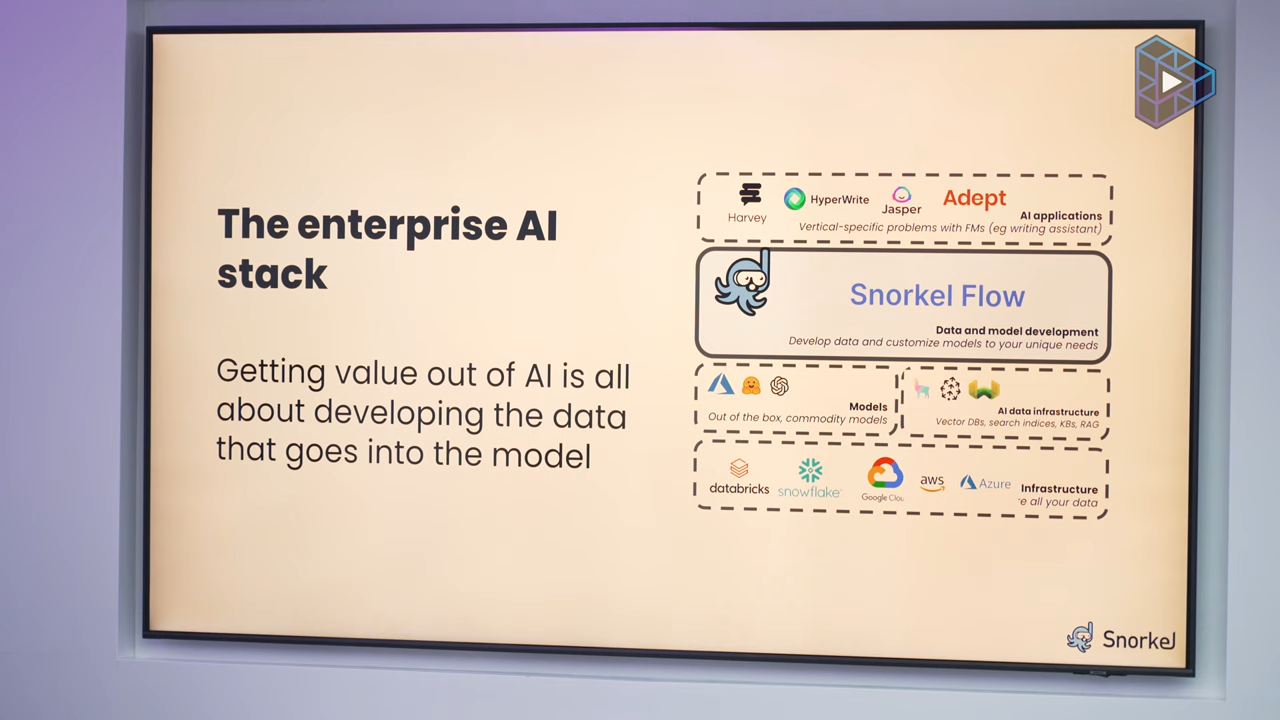 The enterprise AI
stack
Getting value out of AI is all
about developing the data
that goes into the model
Harvey
HyperWrite
Jasper
Adept
AI applications
Vertical-specific problems with FMs (eg writing assistant)
Snorkel Flow
Data and model development
Develop data and customize models to your unique needs
Models
Out of the box, commodity models
AI data infrastructure
Vector DBs, search indices, KBs, RAG
databricks
snowflake
Google Clou
aws
Azure
Infrastructure
e all your data
Snorkel